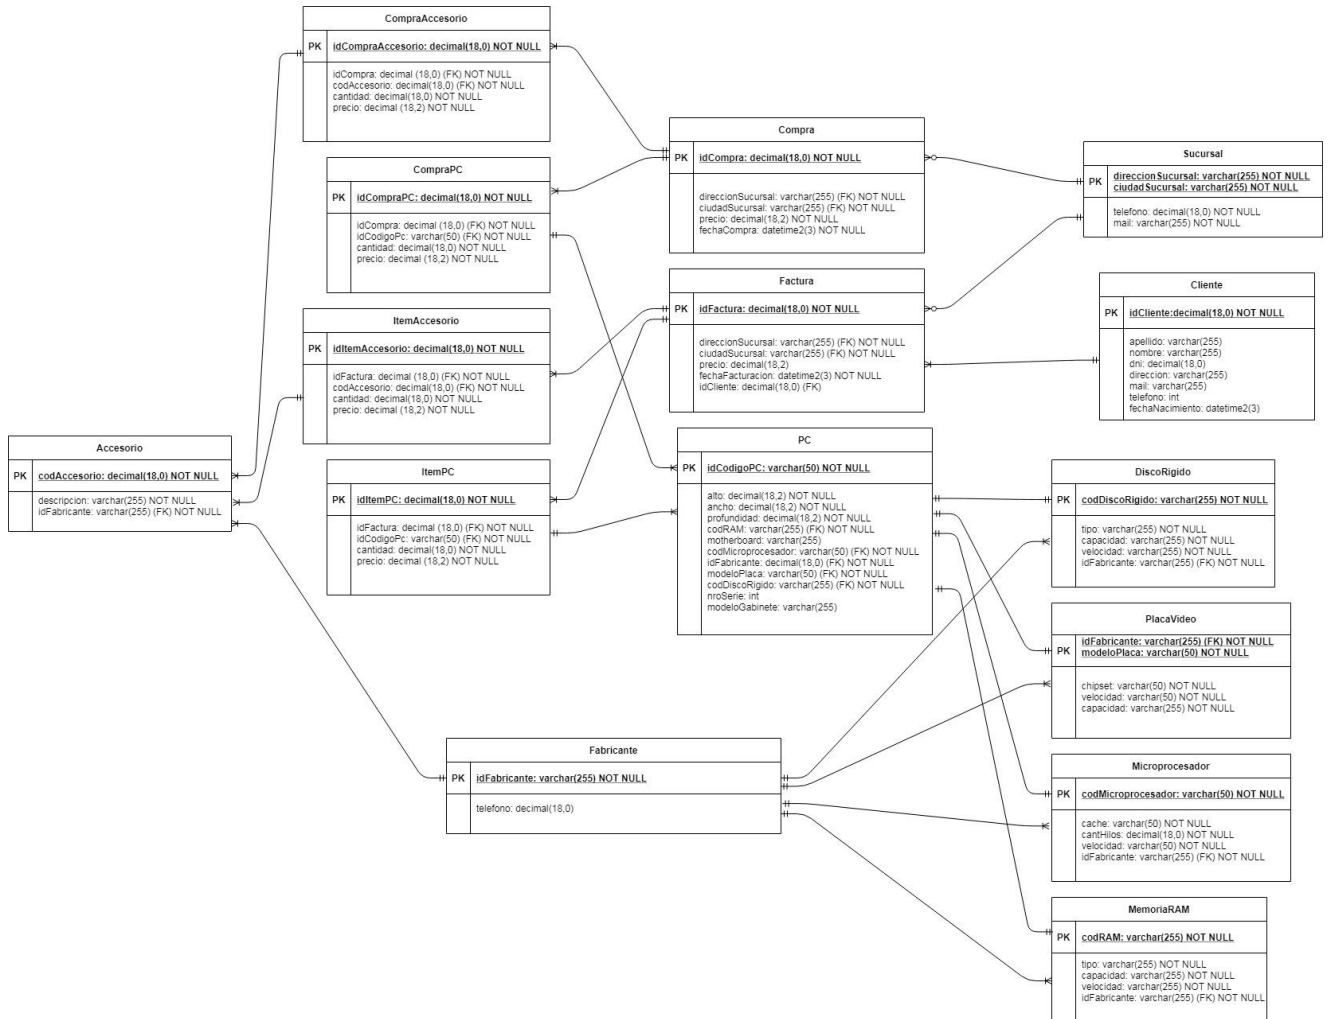 CompraAccesorio
PK idCompraAccesorio: decimal(18,0) NOT NULL
idCompra: decimal (18,0) (FK) NOT NULL
codAccesorio: decimal(18,0) (FK) NOT NULL
cantidad: decimal(18,0) NOT NULL
precio: decimal (18,2) NOT NULL
CompraPC
PK idCompraPC: decimal(18,0) NOT NULL
idCompra: decimal (18,0) (FK) NOT NULL
idCodigoPc: varchar(50) (FK) NOT NULL
cantidad: decimal(18,0) NOT NULL
precio: decimal (18,2) NOT NULL
Compra
PK idCompra: decimal(18,0) NOT NULL
direccionSucursal: varchar(255) (FK) NOT NULL
ciudadSucursal: varchar(255) (FK) NOT NULL
precio: decimal(18,2) NOT NULL
fechaCompra: datetime2(3) NOT NULL
Sucursal
PK direccionSucursal: varchar(255) NOT NULL
ciudadSucursal: varchar(255) NOT NULL
telefono: decimal(18,0) NOT NULL
mail: varchar(255) NOT NULL
ItemAccesorio
PK idItemAccesorio: decimal(18,0) NOT NULL
idFactura: decimal (18,0) (FK) NOT NULL
codAccesorio: decimal(18,0) (FK) NOT NULL
cantidad: decimal(18,0) NOT NULL
precio: decimal (18,2) NOT NULL
Factura
PK idFactura: decimal(18,0) NOT NULL
direccionSucursal: varchar(255) (FK) NOT NULL
ciudadSucursal: varchar(255) (FK) NOT NULL
precio: decimal(18,2)
fechaFacturacion: datetime2(3) NOT NULL
idCliente: decimal(18,0) (FK)
Cliente
PK idCliente:decimal(18,0) NOT NULL
apellido: varchar(255)
nombre: varchar(255)
dni: decimal(18,0)
direccion: varchar(255)
mail: varchar(255)
telefono: int
fechaNacimiento: datetime2(3)
Accesorio
PK codAccesorio: decimal(18,0) NOT NULL
descripcion: varchar(255) NOT NULL
idFabricante: varchar(255) (FK) NOT NULL
ItemPC
PK idItemPC: decimal(18,0) NOT NULL
idFactura: decimal (18,0) (FK) NOT NULL
idCodigoPc: varchar(50) (FK) NOT NULL
cantidad: decimal(18,0) NOT NULL
precio: decimal (18,2) NOT NULL
PC
PK idCodigoPC: varchar(50) NOT NULL
alto: decimal(18,2) NOT NULL
ancho: decimal(18,2) NOT NULL
profundidad: decimal(18,2) NOT NULL
codRAM: varchar(255) (FK) NOT NULL
motherboard: varchar(255)
codMicroprocesador: varchar(50) (FK) NOT NULL
idFabricante: decimal(18,0) (FK) NOT NULL
modeloPlaca: varchar(50) (FK) NOT NULL
codDiscoRigido: varchar(255) (FK) NOT NULL
nroSerie: int
modeloGabinete: varchar(255)
DiscoRigido
PK codDiscoRigido: varchar(255) NOT NULL
tipo: varchar(255) NOT NULL
capacidad: varchar(255) NOT NULL
velocidad: varchar(255) NOT NULL
idFabricante: varchar(255) (FK) NOT NULL
PlacaVideo
PK idFabricante: varchar(255) (FK) NOT NULL
modeloPlaca: varchar(50) NOT NULL
chipset: varchar(50) NOT NULL
velocidad: varchar(50) NOT NULL
capacidad: varchar(255) NOT NULL
Fabricante
PK idFabricante: varchar(255) NOT NULL
telefono: decimal(18,0)
Microprocesador
PK codMicroprocesador: varchar(50) NOT NULL
cache: varchar(50) NOT NULL
cantHilos: decimal(18,0) NOT NULL
velocidad: varchar(50) NOT NULL
idFabricante: varchar(255) (FK) NOT NULL
MemoriaRAM
PK codRAM: varchar(255) NOT NULL
tipo: varchar(255) NOT NULL
capacidad: varchar(255) NOT NULL
velocidad: varchar(255) NOT NULL
idFabricante: varchar(255) (FK) NOT NULL